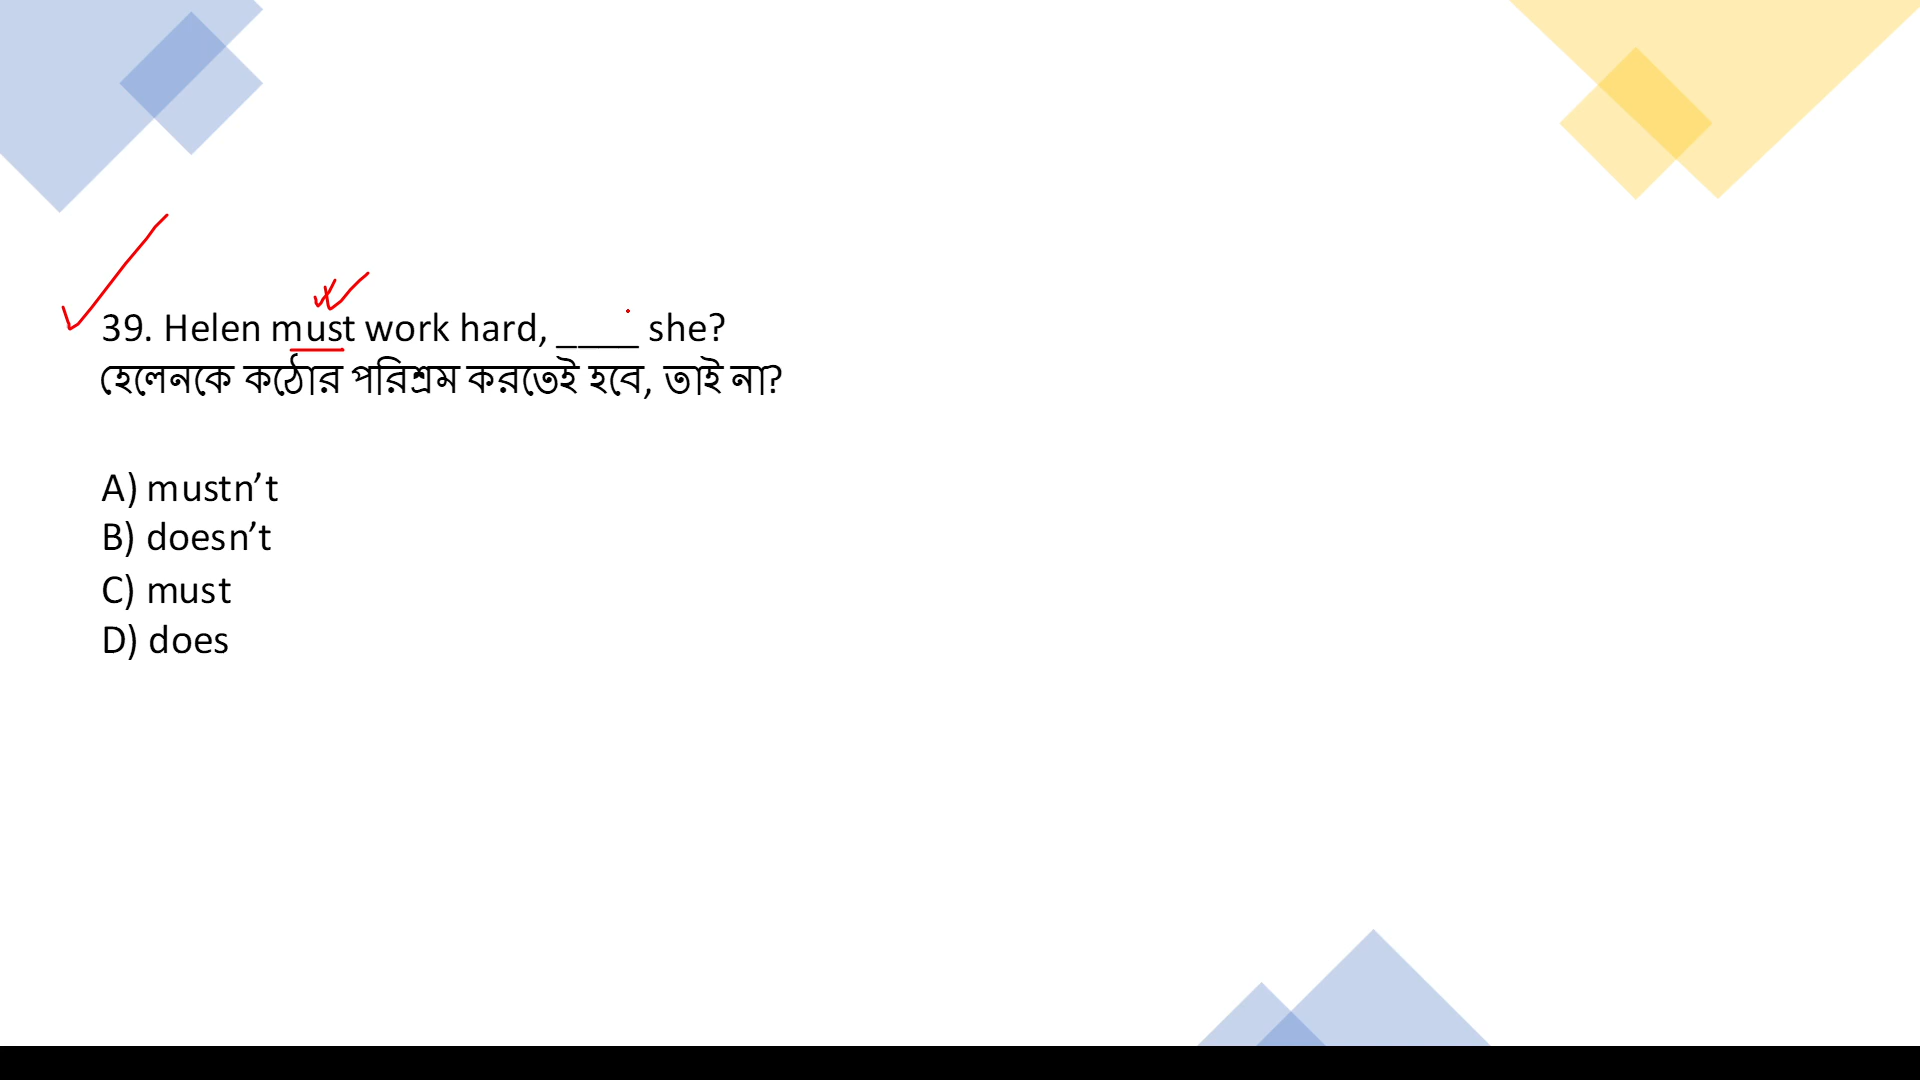 39. Helen must work hard, ____ she?
হেলেনকে কঠোর পরিশ্রম করতেই হবে, তাই না?
A) mustn’t
B) doesn’t
C) must
D) does